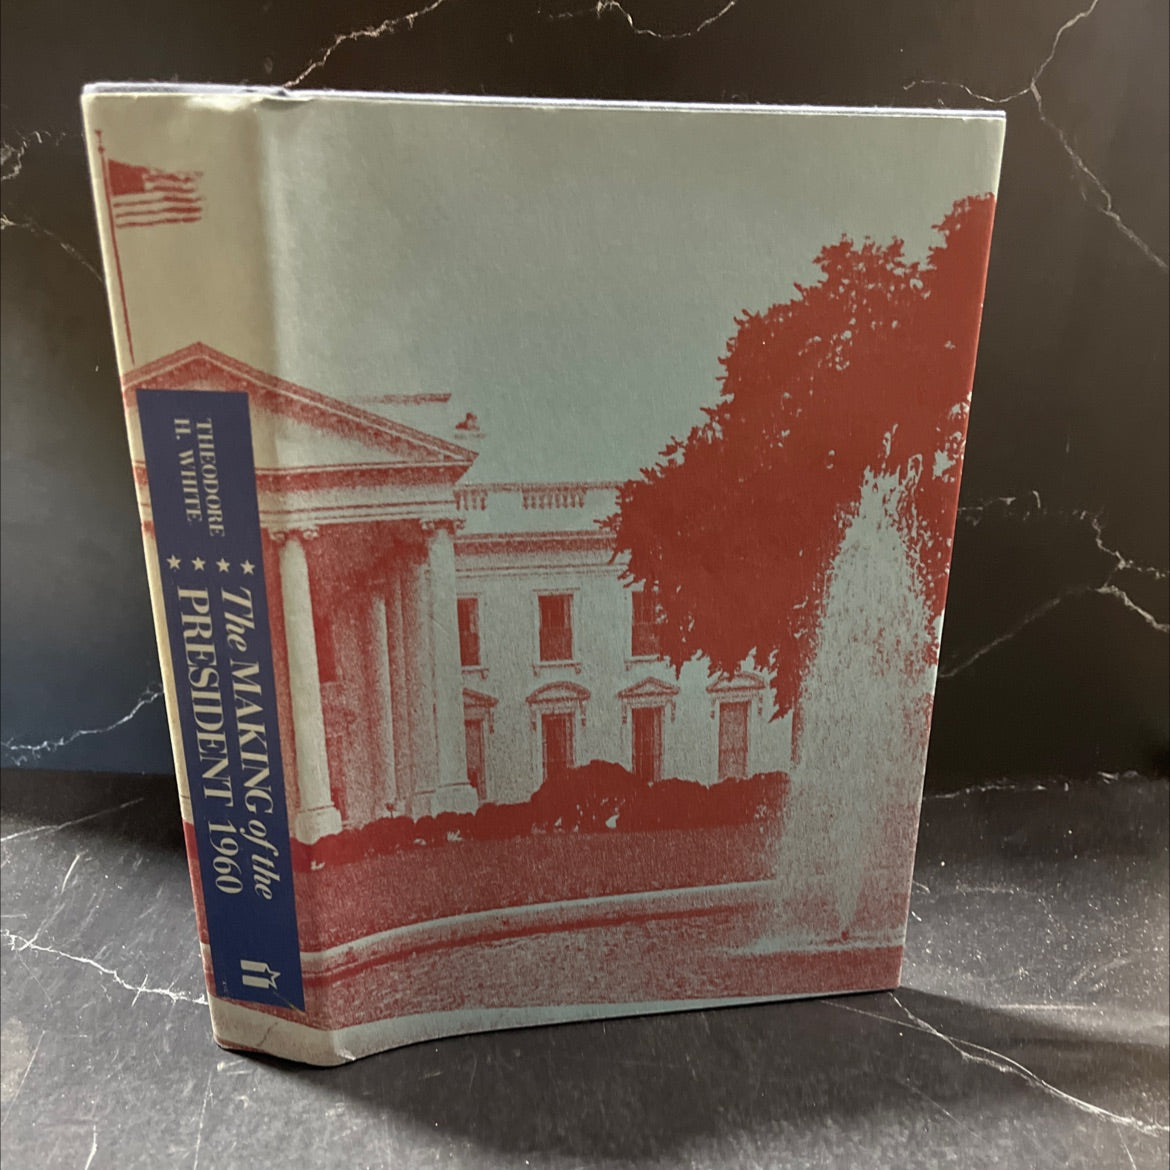 THEODORE
H. WHITE
The MAKING of the
PRESIDENT 1960